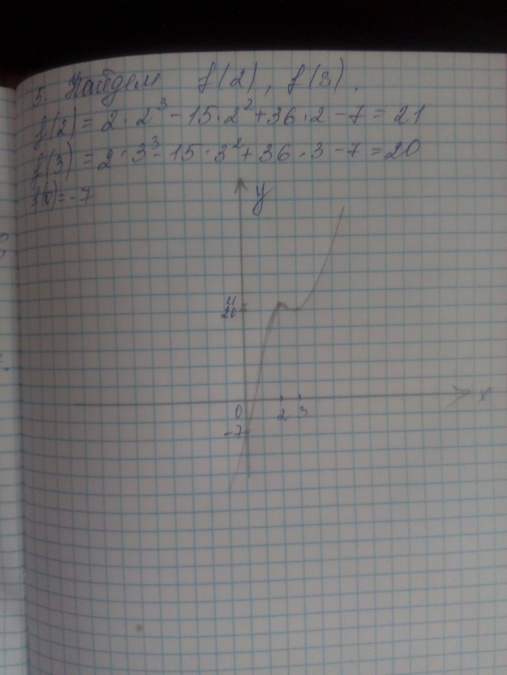 5. Найдем f(2), f(3).
f(2) = 2 · 2³ - 15 · 2² + 36 · 2 - 7 = 21
f(3) = 2 · 3³ - 15 · 3² + 36 · 3 - 7 = 20
f(0) = -7
y
21
20
0 2 3 x
-7